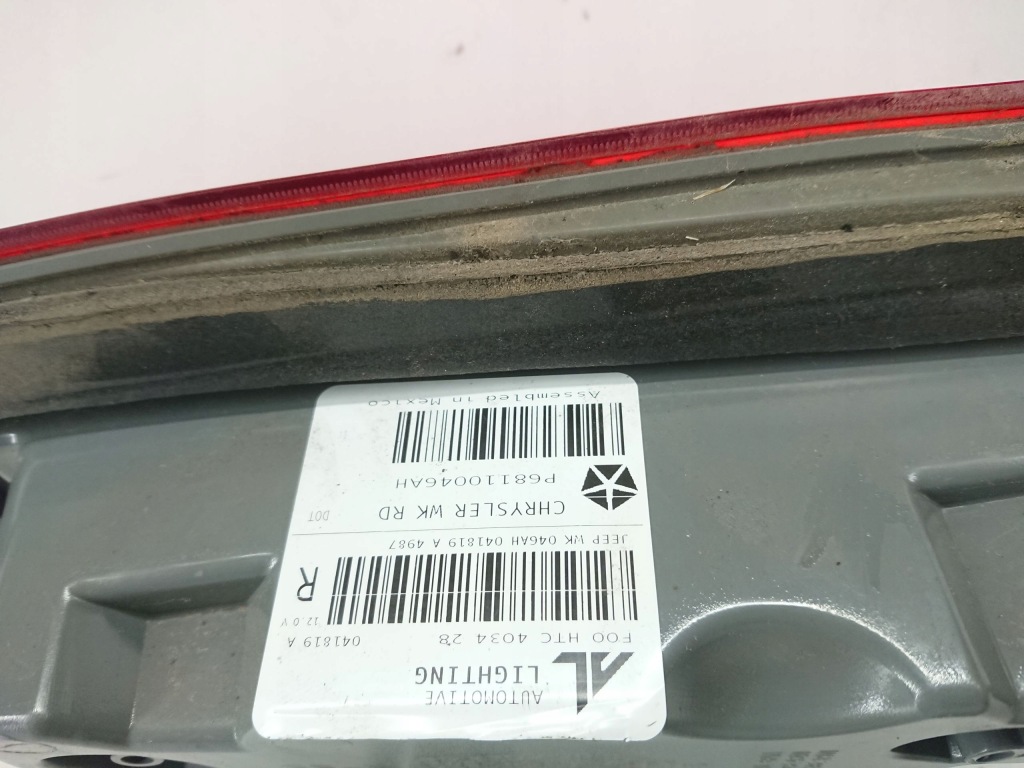 AUTOMOTIVE
LIGHTING
FOO HTC 4034 28 041819 A
12.0 V
R
JEEP WK 046AH 041819 A 4987
CHRYSLER WK RD DOT
P68110046AH
Assembled in Mexico